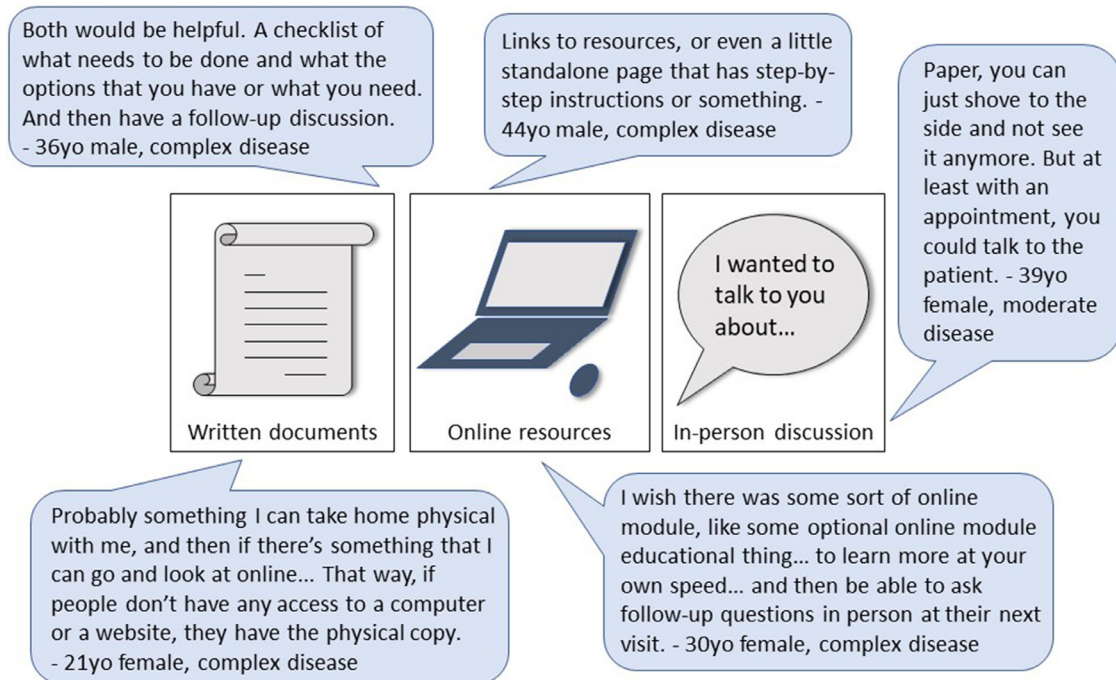 Both would be helpful. A checklist of
what needs to be done and what the
options that you have or what you need.
And then have a follow-up discussion.
- 36yo male, complex disease
Links to resources, or even a little
standalone page that has step-by-
step instructions or something. -
44yo male, complex disease
Paper, you can
just shove to the
side and not see
it anymore. But at
least with an
appointment, you
could talk to the
patient. - 39yo
female, moderate
disease
I wanted to
talk to you
about...
Written documents
Online resources
In-person discussion
Probably something I can take home physical
with me, and then if there’s something that I
can go and look at online... That way, if
people don’t have any access to a computer
or a website, they have the physical copy.
- 21yo female, complex disease
I wish there was some sort of online
module, like some optional online module
educational thing... to learn more at your
own speed... and then be able to ask
follow-up questions in person at their next
visit. - 30yo female, complex disease